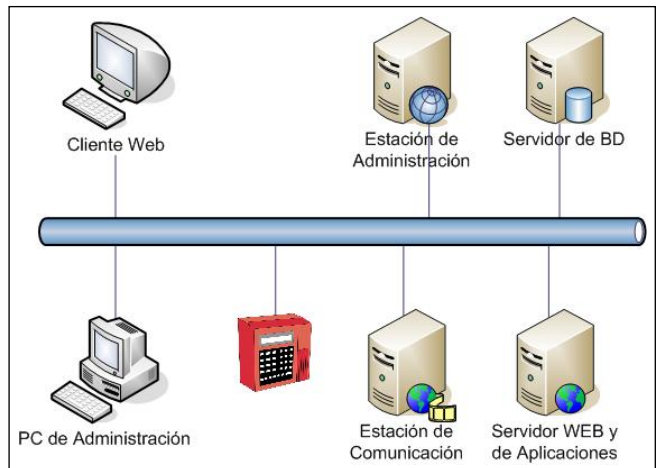 Cliente Web
Estación de
Administración
Servidor de BD
PC de Administración
Estación de
Comunicación
Servidor WEB y
de Aplicaciones